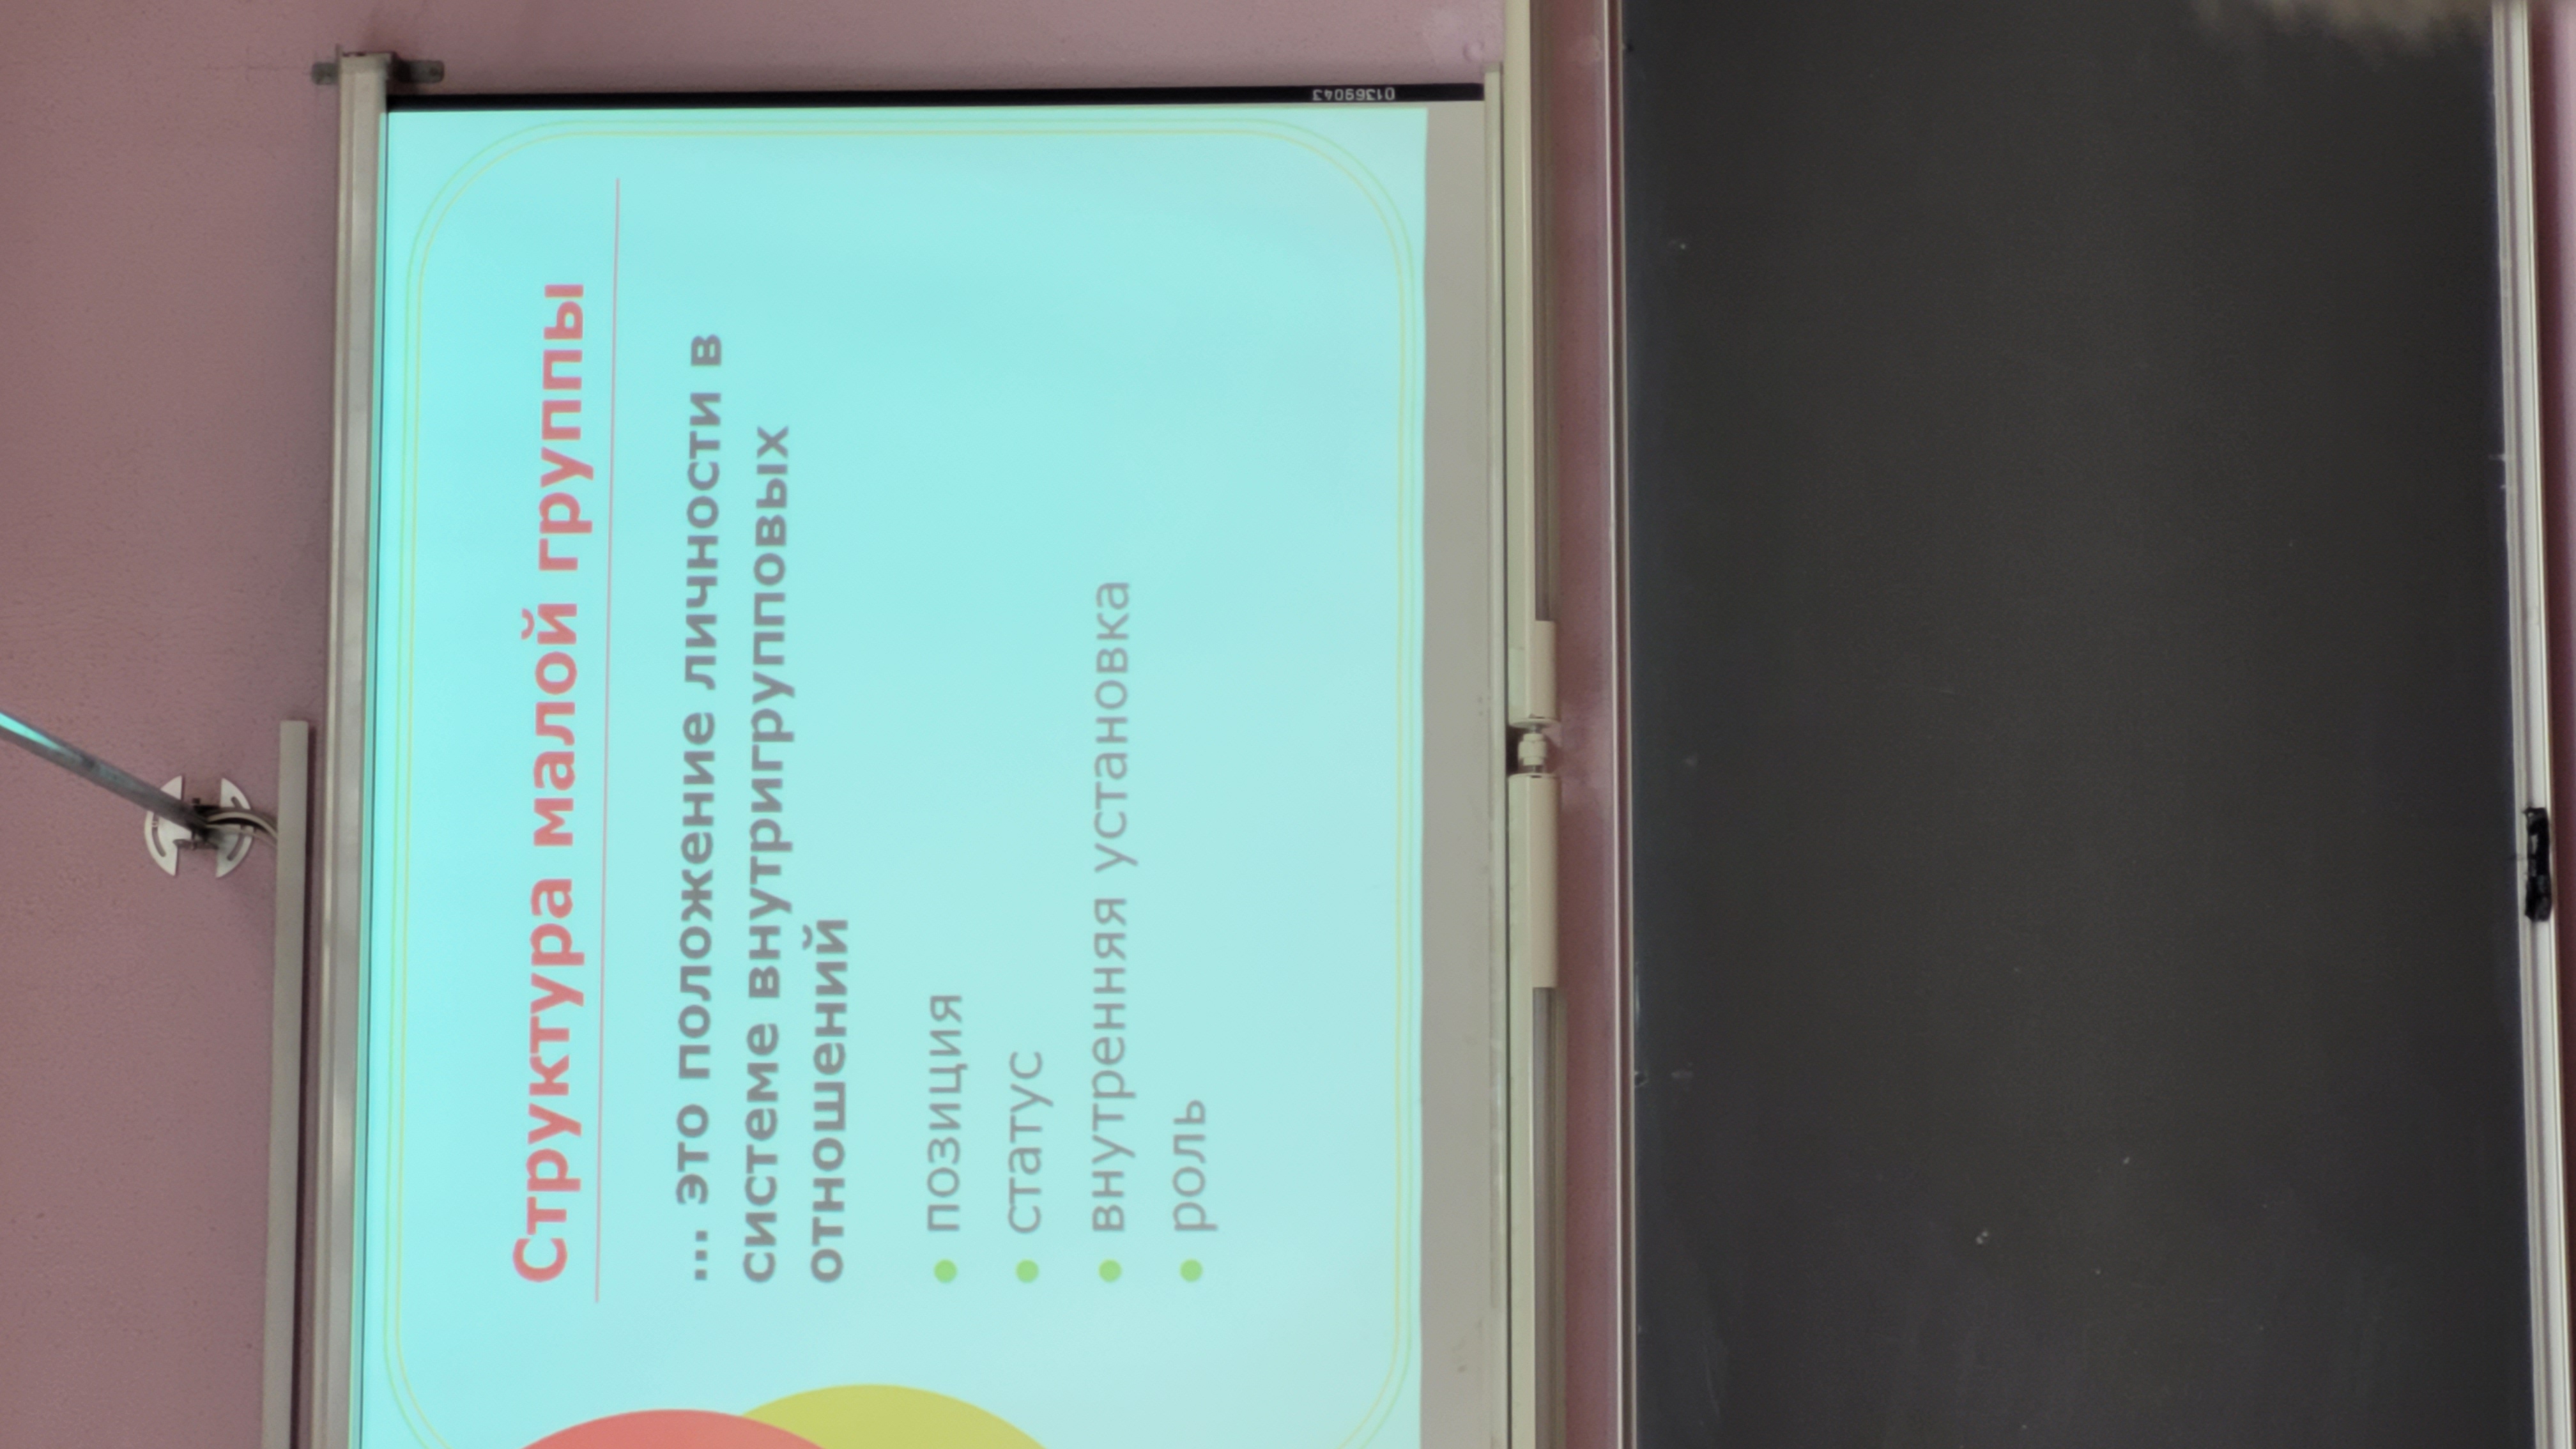 Структура малой группы
... это положение личности в
системе внутригрупповых
отношений
позиция
статус
внутренняя установка
роль
01369043